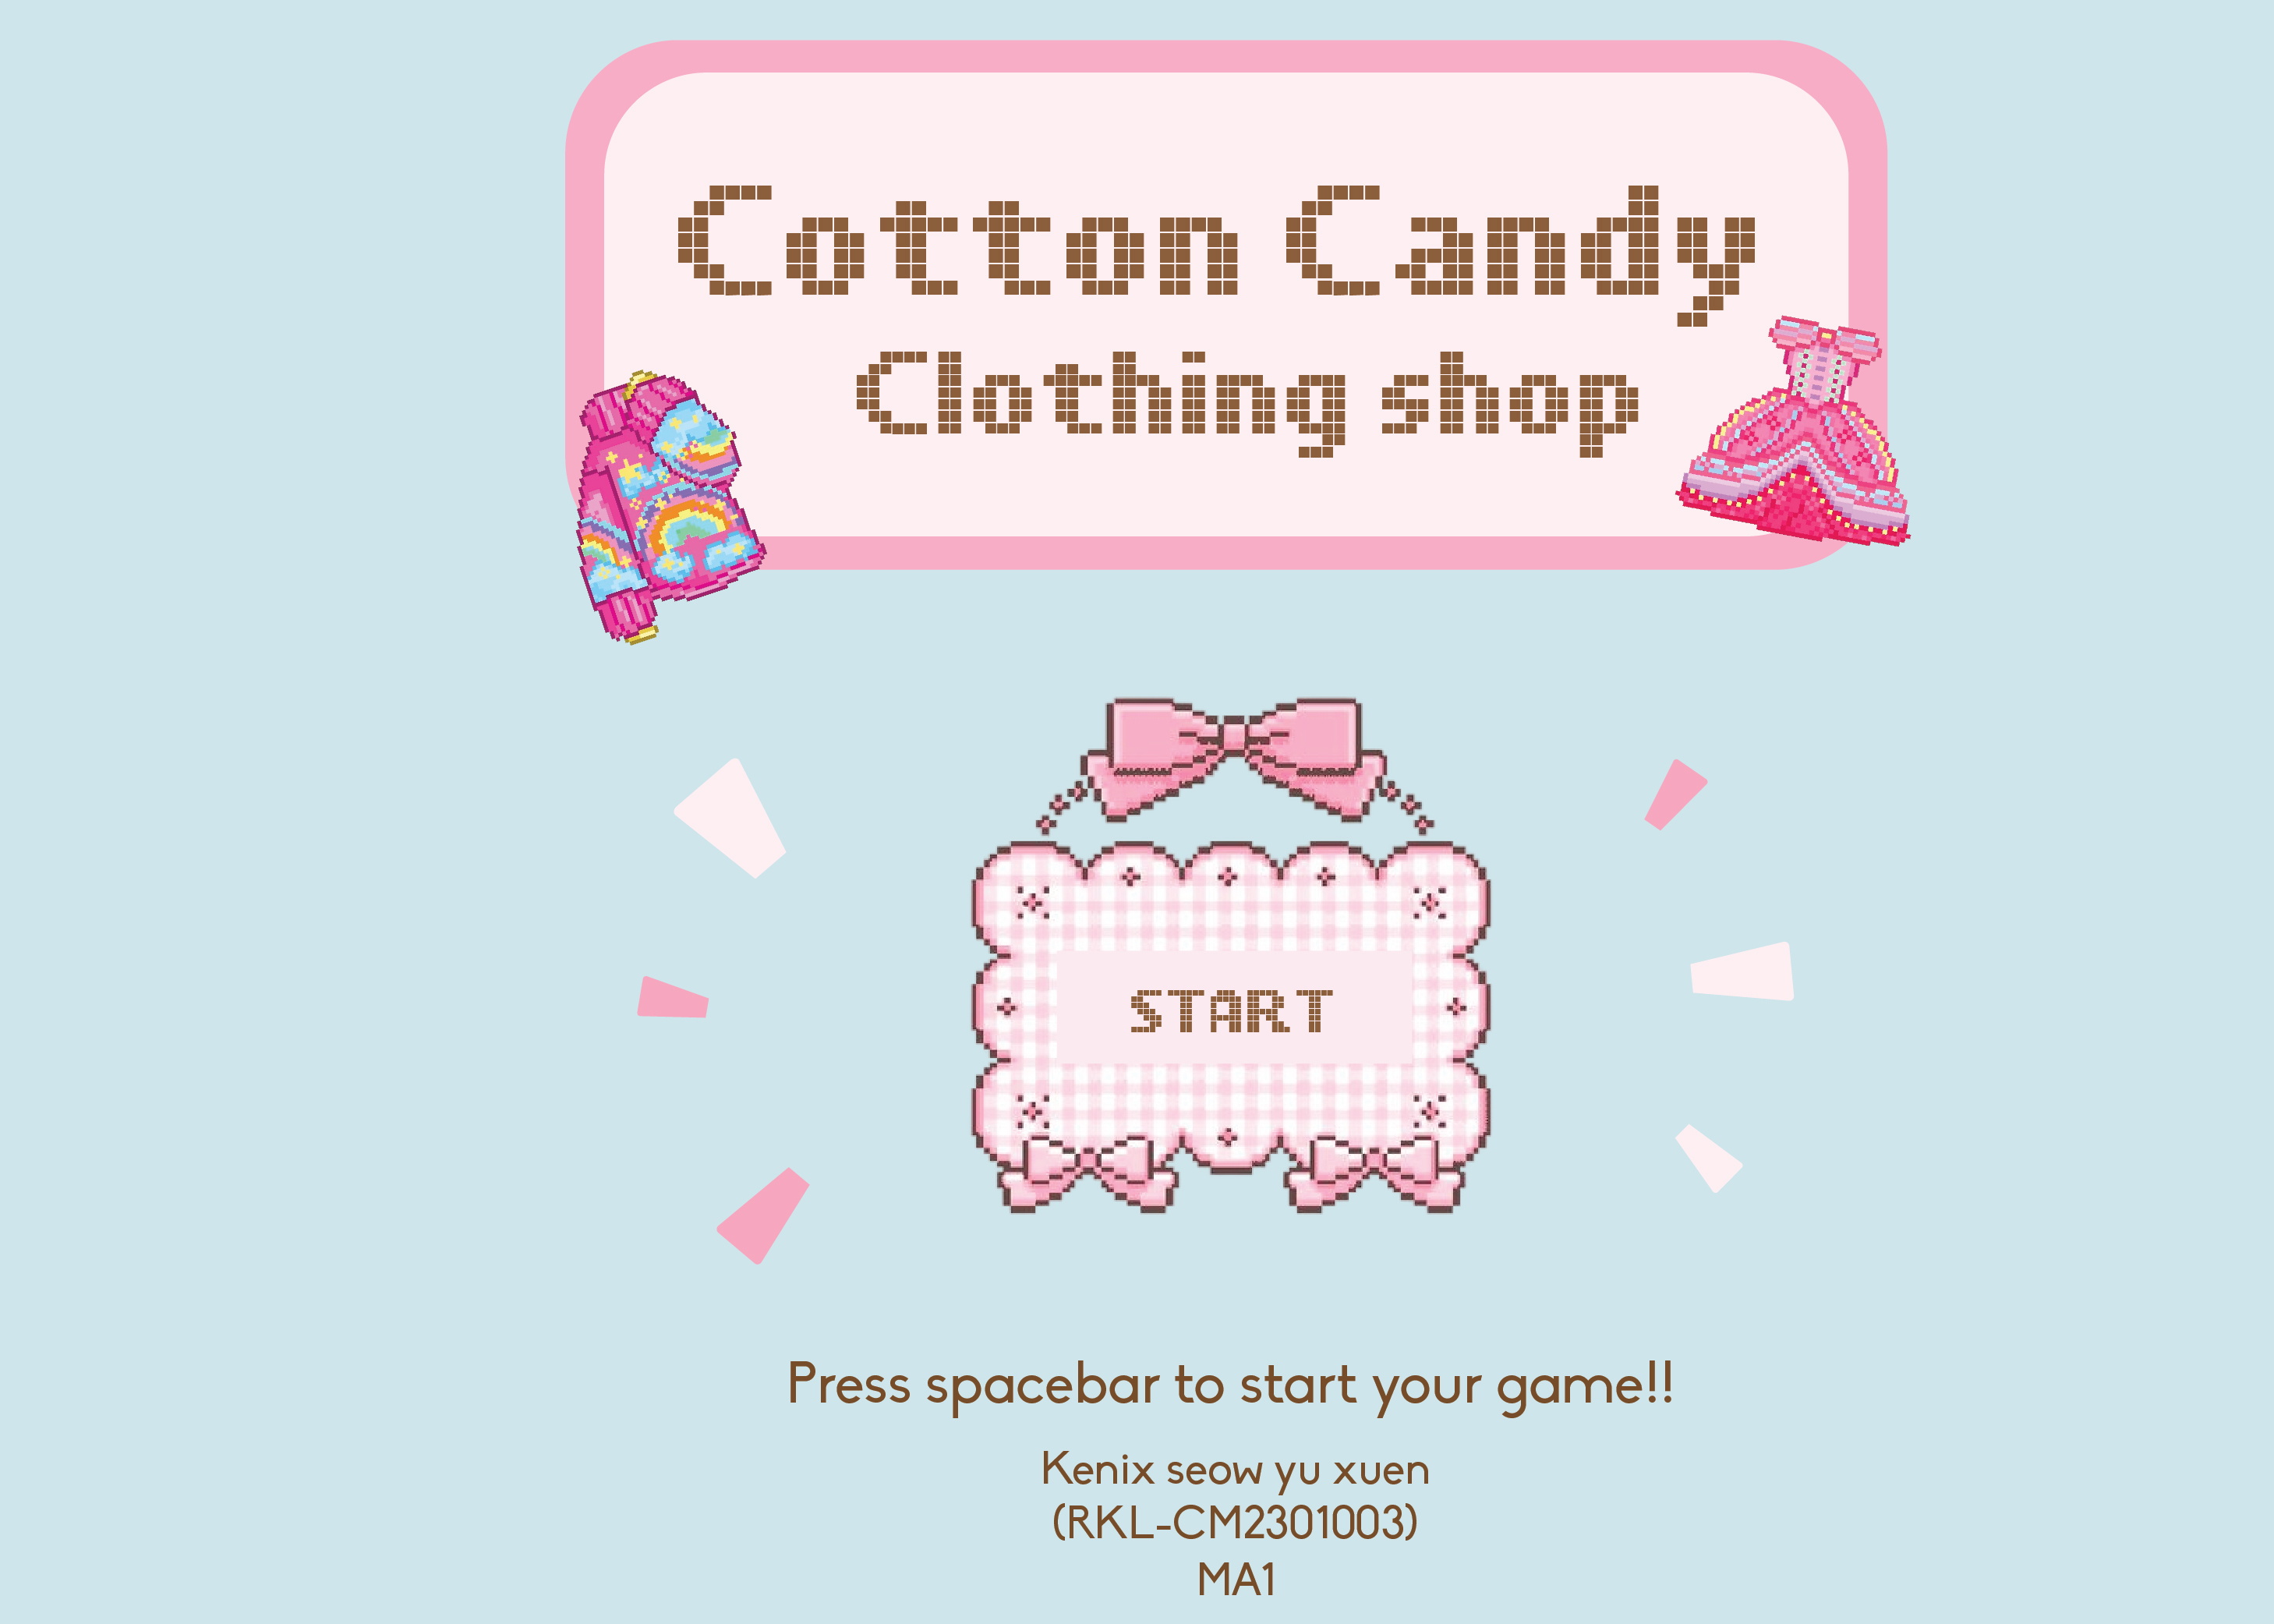 Cotton Candy
Clothing shop
START
Press spacebar to start your game!!
Kenix seow yu xuen
(RKL-CM2301003)
MA1